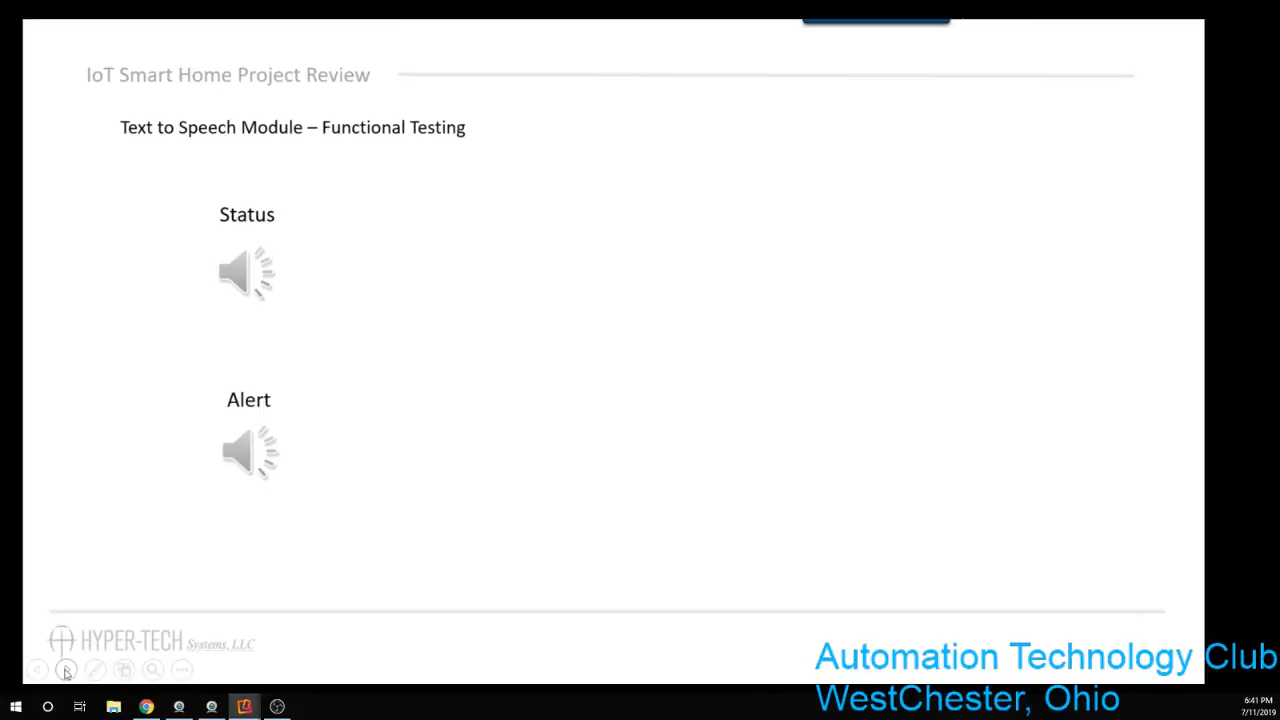 IoT Smart Home Project Review
Text to Speech Module – Functional Testing
Status
Alert
HYPER-TECH Systems, LLC
Automation Technology Club
WestChester, Ohio
6:41 PM
7/11/2019